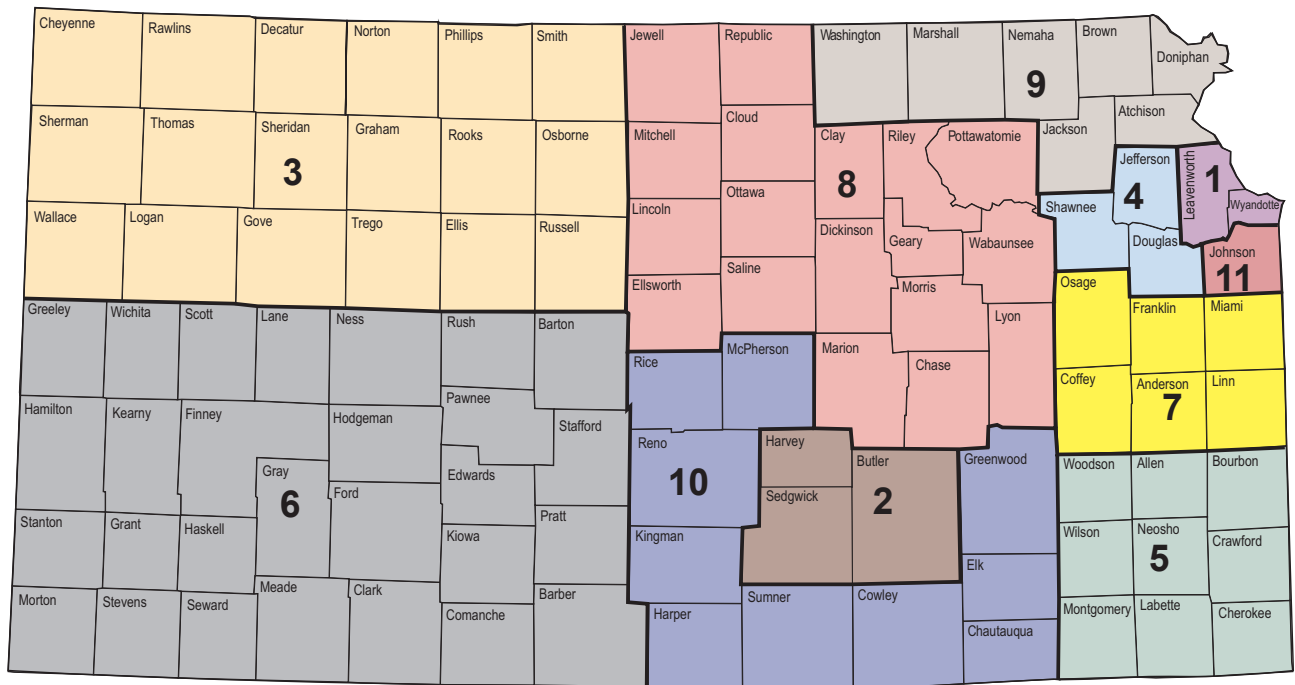 Cheyenne
Rawlins
Decatur
Norton
Phillips
Smith
Jewell
Republic
Washington
Marshall
Nemaha
Brown
Doniphan
9
Sherman
Thomas
Sheridan
Graham
Rooks
Osborne
Mitchell
Cloud
Clay
Riley
Pottawatomie
Jackson
Atchison
3
8
Jefferson
4
Leavenworth
1
Wyandotte
Wallace
Logan
Gove
Trego
Ellis
Russell
Lincoln
Ottawa
Dickinson
Geary
Wabaunsee
Shawnee
Douglas
Johnson
11
Ellsworth
Saline
Morris
Lyon
Osage
Franklin
Miami
Greeley
Wichita
Scott
Lane
Ness
Rush
Barton
Rice
McPherson
Marion
Chase
Coffey
Anderson
7
Linn
Hamilton
Kearny
Finney
Hodgeman
Pawnee
Stafford
Reno
10
Harvey
Butler
2
Greenwood
Woodson
Allen
Bourbon
Gray
6
Ford
Edwards
Sedgwick
Stanton
Grant
Haskell
Kiowa
Pratt
Kingman
Elk
Wilson
Neosho
5
Crawford
Morton
Stevens
Seward
Meade
Clark
Comanche
Barber
Harper
Sumner
Cowley
Chautauqua
Montgomery
Labette
Cherokee